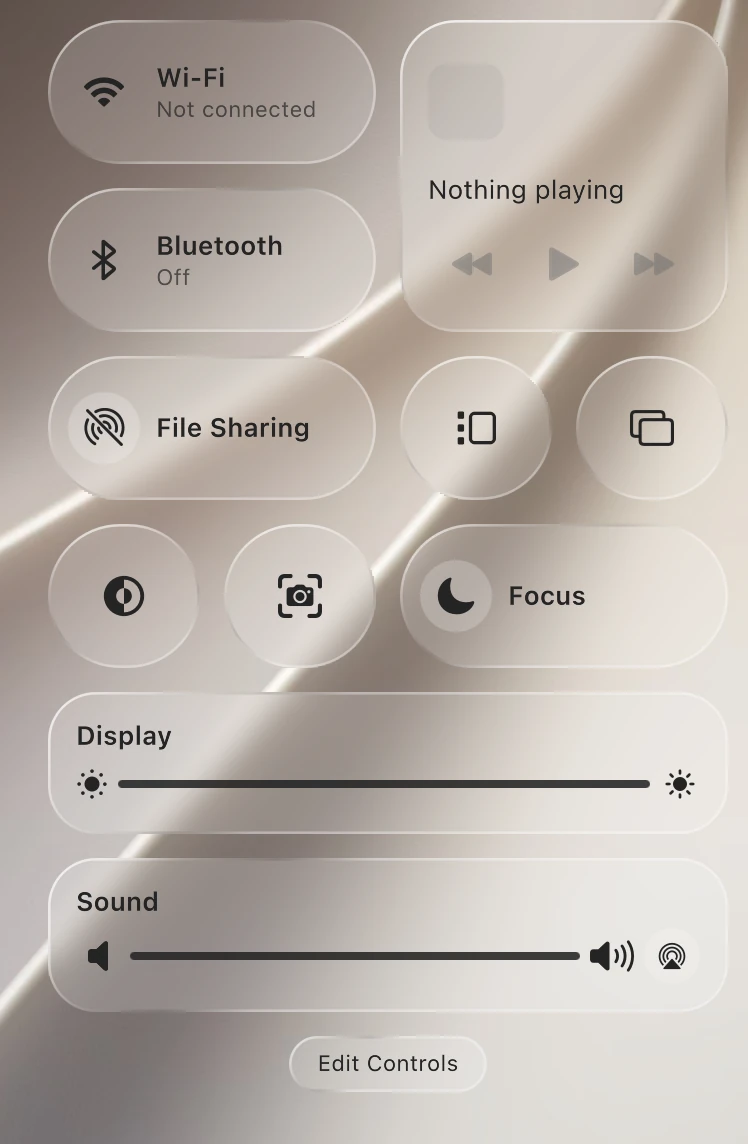 Wi-Fi
Not connected
Nothing playing
Bluetooth
Off
File Sharing
Focus
Display
Sound
Edit Controls